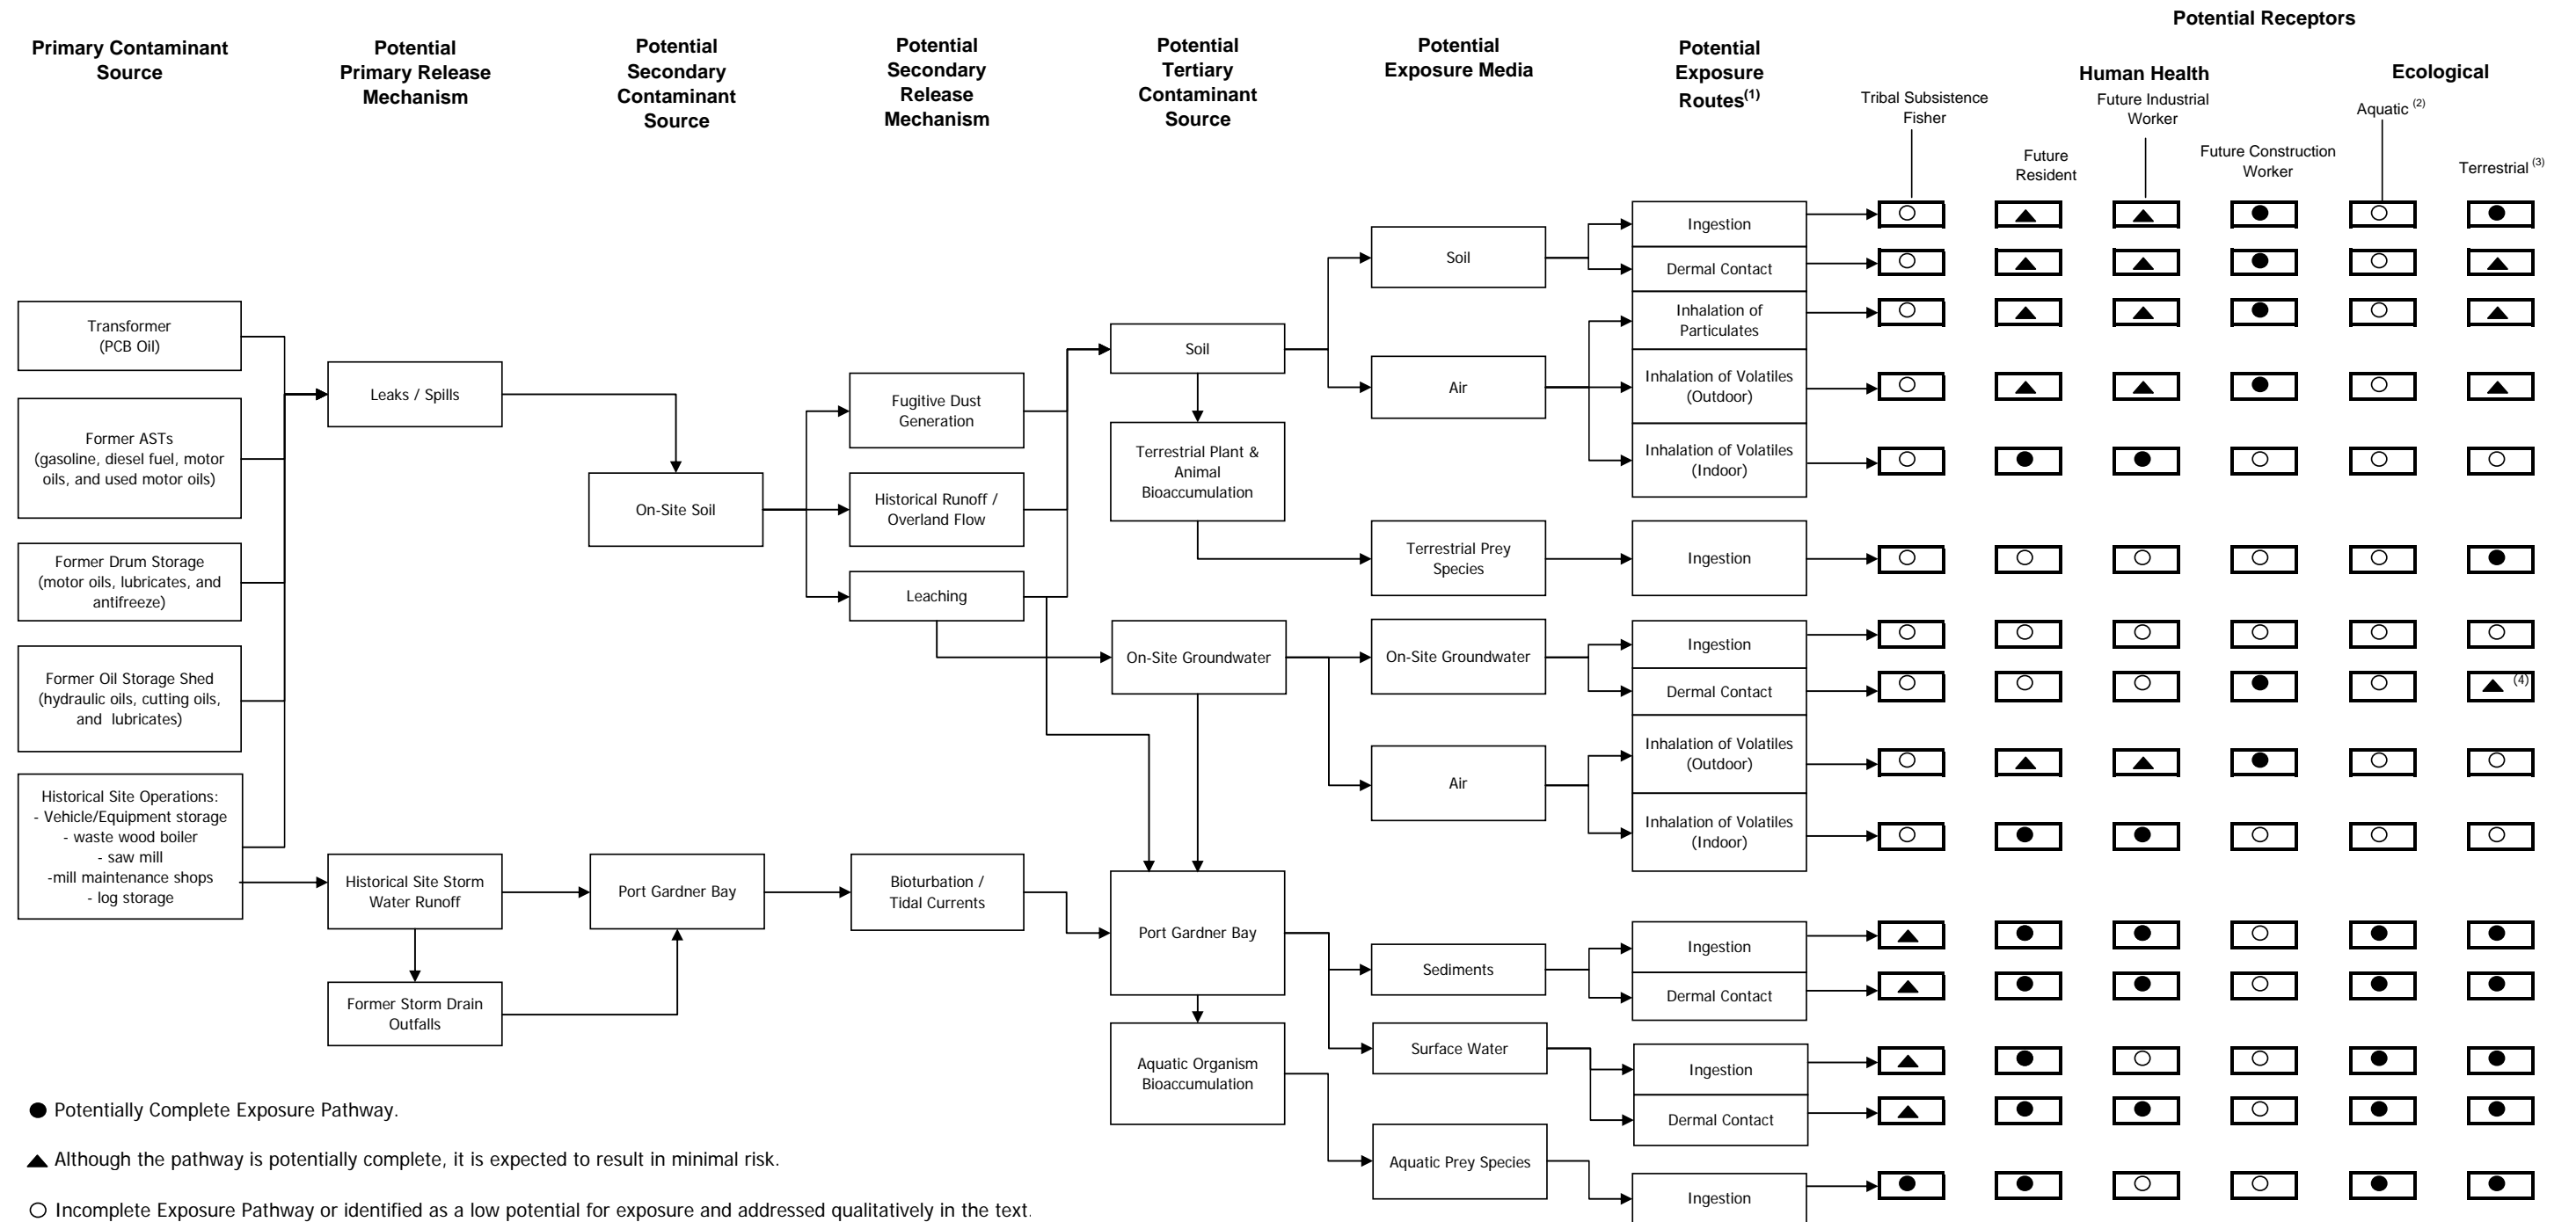 Potential Receptors
Primary Contaminant
Source
Potential
Primary Release
Mechanism
Potential
Secondary
Contaminant
Source
Potential
Secondary
Release
Mechanism
Potential
Tertiary
Contaminant
Source
Potential
Exposure Media
Potential
Exposure
Routes(1)
Human Health
Ecological
Tribal Subsistence
Fisher
Future
Resident
Future Industrial
Worker
Future Construction
Worker
Aquatic (2)
Terrestrial (3)
Transformer
(PCB Oil)
Former ASTs
(gasoline, diesel fuel, motor
oils, and used motor oils)
Former Drum Storage
(motor oils, lubricates, and
antifreeze)
Former Oil Storage Shed
(hydraulic oils, cutting oils,
and lubricates)
Historical Site Operations:
- Vehicle/Equipment storage
- waste wood boiler
- saw mill
-mill maintenance shops
- log storage
Leaks / Spills
Historical Site Storm
Water Runoff
Former Storm Drain
Outfalls
On-Site Soil
Port Gardner Bay
Fugitive Dust
Generation
Historical Runoff /
Overland Flow
Leaching
Bioturbation /
Tidal Currents
Soil
Terrestrial Plant &
Animal
Bioaccumulation
On-Site Groundwater
Port Gardner Bay
Aquatic Organism
Bioaccumulation
Soil
Air
Terrestrial Prey
Species
On-Site Groundwater
Air
Sediments
Surface Water
Aquatic Prey Species
Ingestion
Dermal Contact
Inhalation of
Particulates
Inhalation of Volatiles
(Outdoor)
Inhalation of Volatiles
(Indoor)
Ingestion
Ingestion
Dermal Contact
(4)
Inhalation of Volatiles
(Outdoor)
Inhalation of Volatiles
(Indoor)
Ingestion
Dermal Contact
Ingestion
Dermal Contact
Ingestion
Potentially Complete Exposure Pathway.
Although the pathway is potentially complete, it is expected to result in minimal risk.
Incomplete Exposure Pathway or identified as a low potential for exposure and addressed qualitatively in the text.